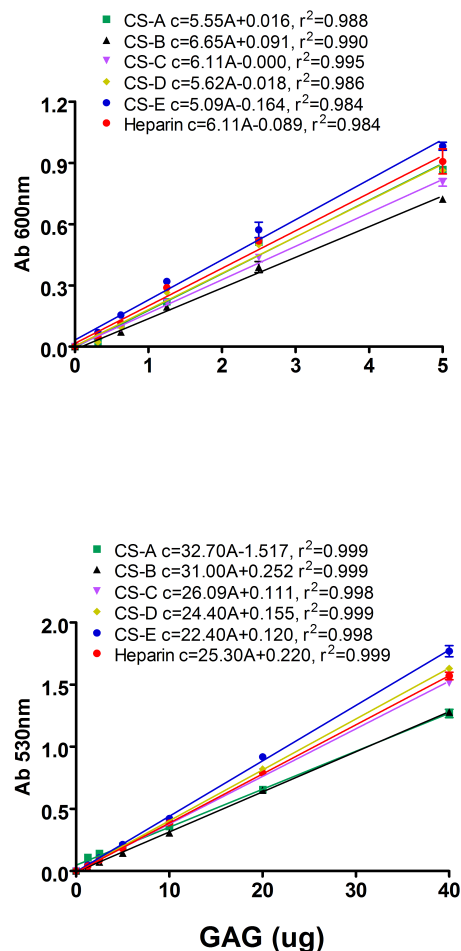 CS-A c=5.55A+0.016, r²=0.988
CS-B c=6.65A+0.091, r²=0.990
CS-C c=6.11A-0.000, r²=0.995
CS-D c=5.62A-0.018, r²=0.986
CS-E c=5.09A-0.164, r²=0.984
Heparin c=6.11A-0.089, r²=0.984
1.2
0.9
0.6
0.3
0.0
Ab 600nm
0 1 2 3 4 5
CS-A c=32.70A-1.517, r²=0.999
CS-B c=31.00A+0.252, r²=0.999
CS-C c=26.09A+0.111, r²=0.998
CS-D c=24.40A+0.155, r²=0.999
CS-E c=22.40A+0.120, r²=0.998
Heparin c=25.30A+0.220, r²=0.999
2.0
1.5
1.0
0.5
0.0
Ab 530nm
0 10 20 30 40
GAG (ug)